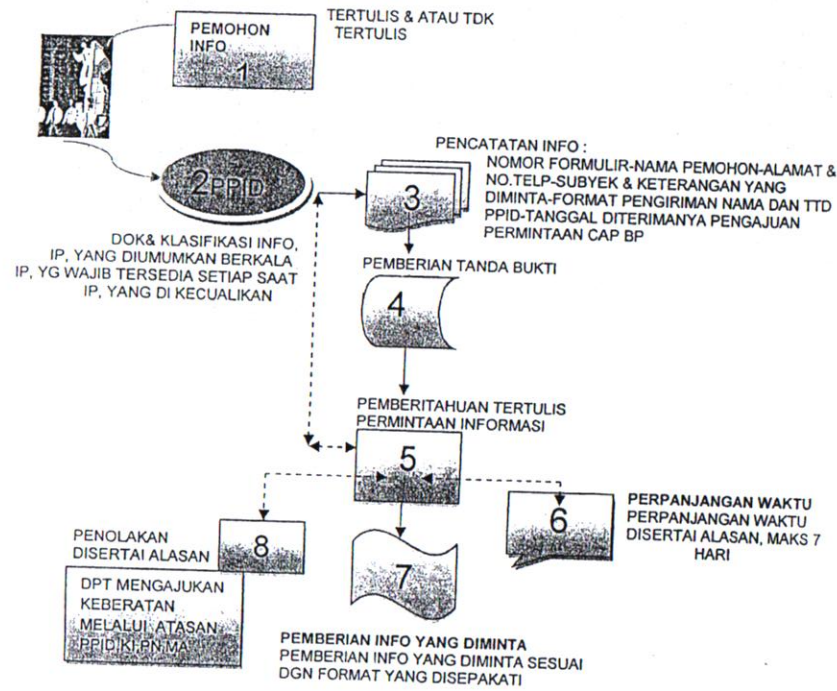 TERTULIS & ATAU TDK
TERTULIS
PEMOHON
INFO
1
2 PPID
DOK& KLASIFIKASI INFO,
IP, YANG DIUMUMKAN BERKALA
IP, YG WAJIB TERSEDIA SETIAP SAAT
IP, YANG DI KECUALIKAN
PENCATATAN INFO :
NOMOR FORMULIR-NAMA PEMOHON-ALAMAT &
NO.TELP-SUBYEK & KETERANGAN YANG
DIMINTA-FORMAT PENGIRIMAN NAMA DAN TTD
PPID-TANGGAL DITERIMANYA PENGAJUAN
PERMINTAAN CAP BP
3
PEMBERIAN TANDA BUKTI
4
PEMBERITAHUAN TERTULIS
PERMINTAAN INFORMASI
5
PERPANJANGAN WAKTU
PERPANJANGAN WAKTU
DISERTAI ALASAN, MAKS 7
HARI
6
PENOLAKAN
DISERTAI ALASAN
8
DPT MENGAJUKAN
KEBERATAN
MELALUI ATASAN
PPID,KI,PN,MA
7
PEMBERIAN INFO YANG DIMINTA
PEMBERIAN INFO YANG DIMINTA SESUAI
DGN FORMAT YANG DISEPAKATI